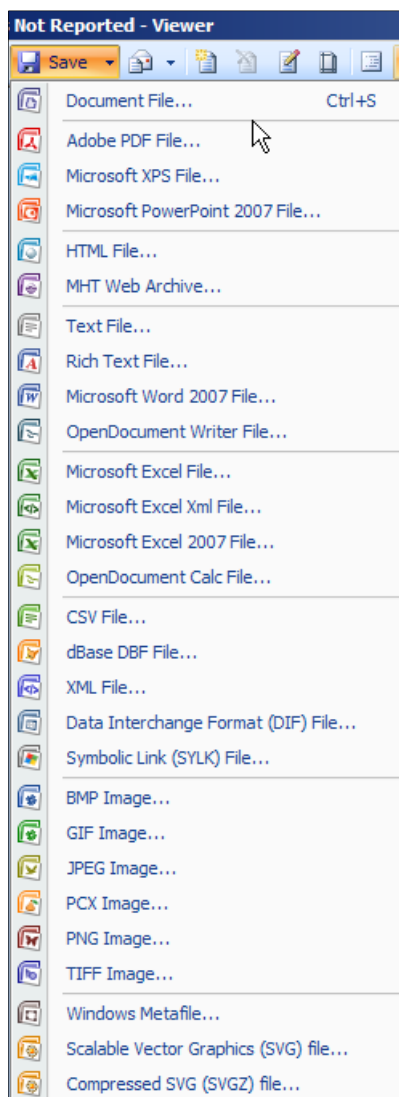 Not Reported - Viewer
Save
Document File... Ctrl+S
Adobe PDF File...
Microsoft XPS File...
Microsoft PowerPoint 2007 File...
HTML File...
MHT Web Archive...
Text File...
Rich Text File...
Microsoft Word 2007 File...
OpenDocument Writer File...
Microsoft Excel File...
Microsoft Excel Xml File...
Microsoft Excel 2007 File...
OpenDocument Calc File...
CSV File...
dBase DBF File...
XML File...
Data Interchange Format (DIF) File...
Symbolic Link (SYLK) File...
BMP Image...
GIF Image...
JPEG Image...
PCX Image...
PNG Image...
TIFF Image...
Windows Metafile...
Scalable Vector Graphics (SVG) file...
Compressed SVG (SVGZ) file...